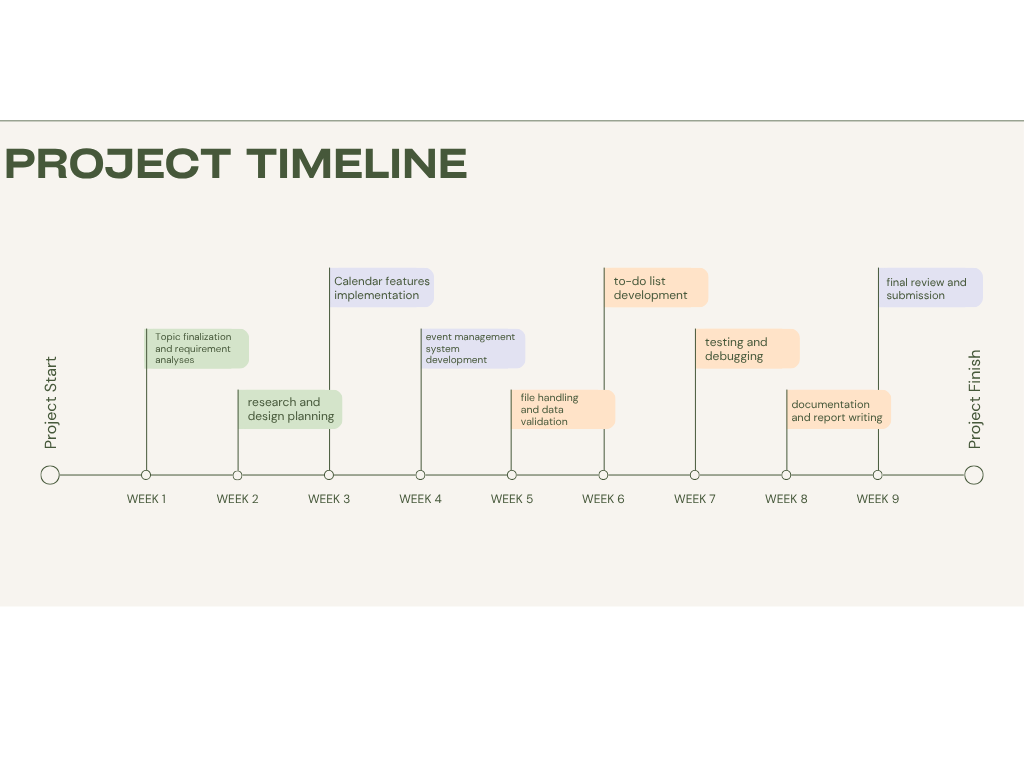 PROJECT TIMELINE
Project Start
Topic finalization
and requirement
analyses
research and
design planning
Calendar features
implementation
event management
system
development
file handling
and data
validation
to-do list
development
testing and
debugging
documentation
and report writing
final review and
submission
Project Finish
WEEK 1
WEEK 2
WEEK 3
WEEK 4
WEEK 5
WEEK 6
WEEK 7
WEEK 8
WEEK 9